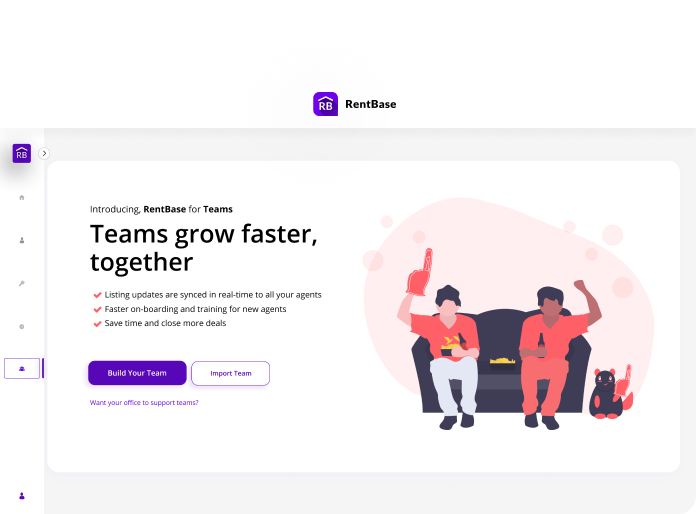 RB RentBase
RB
Introducing, RentBase for Teams
Teams grow faster,
together
Listing updates are synced in real-time to all your agents
Faster on-boarding and training for new agents
Save time and close more deals
Build Your Team
Import Team
Want your office to support teams?